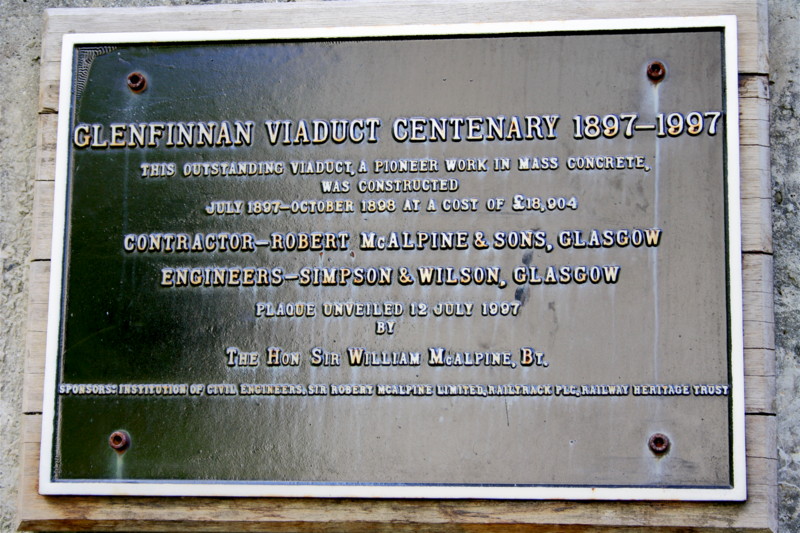 GLENFINNAN VIADUCT CENTENARY 1897-1997
THIS OUTSTANDING VIADUCT, A PIONEER WORK IN MASS CONCRETE,
WAS CONSTRUCTED
JULY 1897-OCTOBER 1898 AT A COST OF £18,904
CONTRACTOR-ROBERT McALPINE & SONS, GLASGOW
ENGINEERS-SIMPSON & WILSON, GLASGOW
PLAQUE UNVEILED 12 JULY 1997
BY
THE HON SIR WILLIAM McALPINE, BT.
SPONSORS: INSTITUTION OF CIVIL ENGINEERS, SIR ROBERT McALPINE LIMITED, RAILTRACK PLC, RAILWAY HERITAGE TRUST